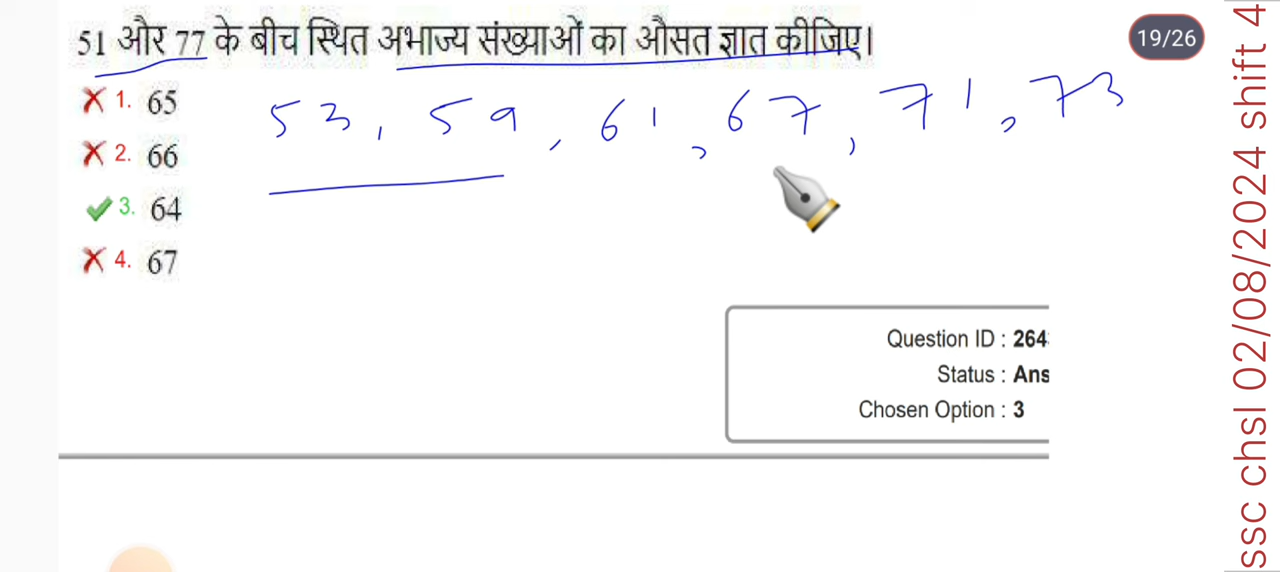 51 और 77 के बीच स्थित अभाज्य संख्याओं का औसत ज्ञात कीजिए।
19/26
1. 65
53, 59, 61, 67, 71, 73
2. 66
3. 64
4. 67
Question ID : 264
Status : Ans
Chosen Option : 3
ssc chsl 02/08/2024 shift 4